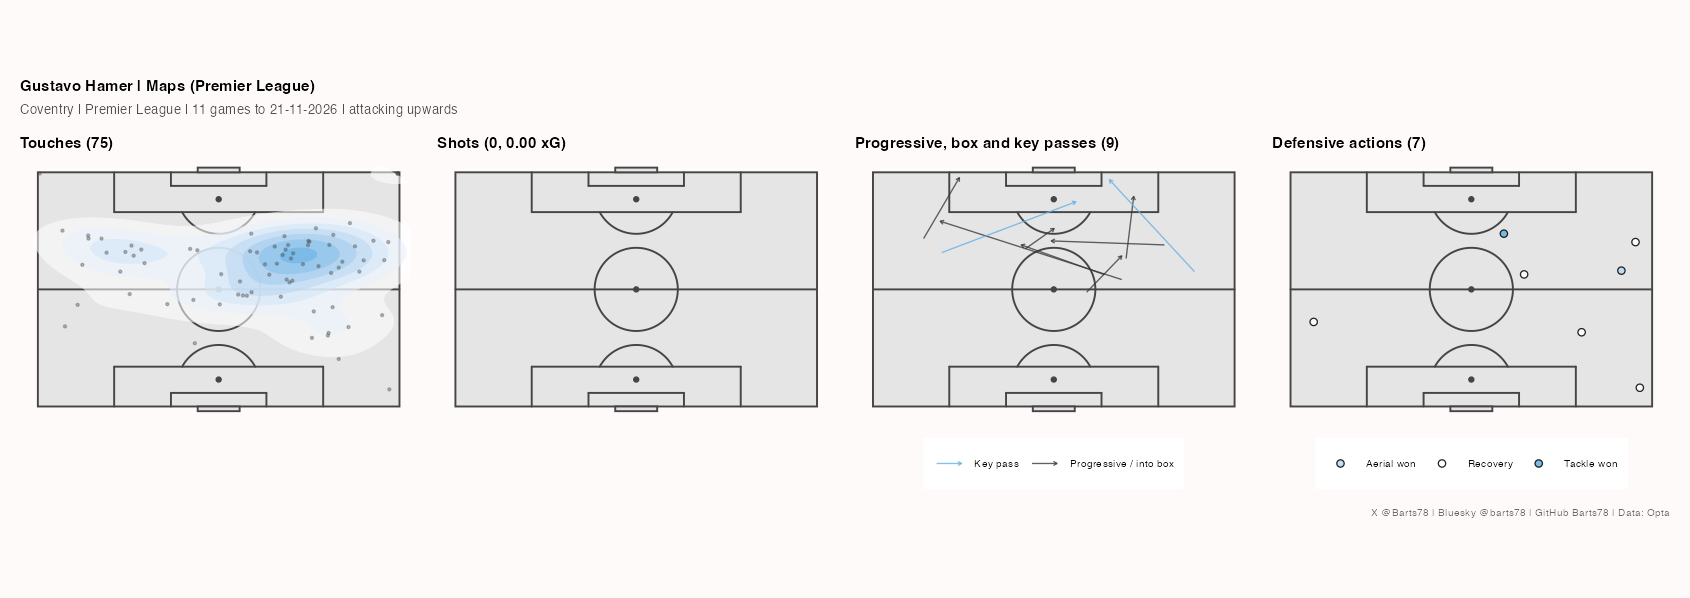 Gustavo Hamer | Maps (Premier League)
Coventry | Premier League | 11 games to 21-11-2026 | attacking upwards
Touches (75)
Shots (0, 0.00 xG)
Progressive, box and key passes (9)
Defensive actions (7)
Key pass
Progressive / into box
Aerial won
Recovery
Tackle won
X @Barts78 | Bluesky @barts78 | GitHub Barts78 | Data: Opta